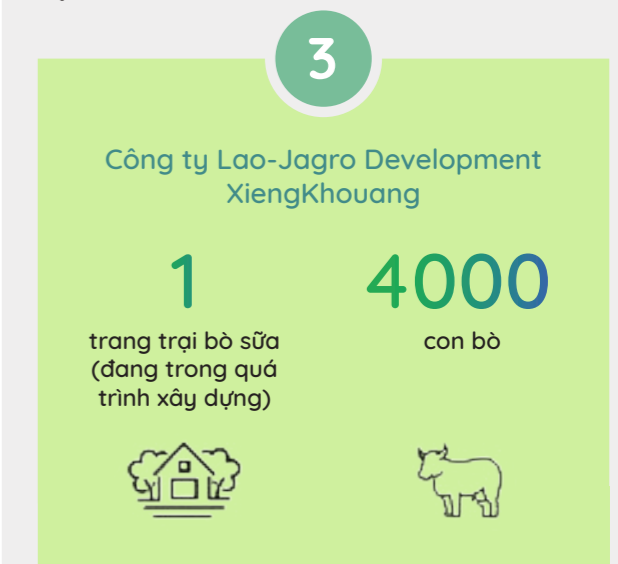 3
Công ty Lao-Jagro Development
XiengKhouang
1
trang trại bò sữa
(đang trong quá
trình xây dựng)
4000
con bò